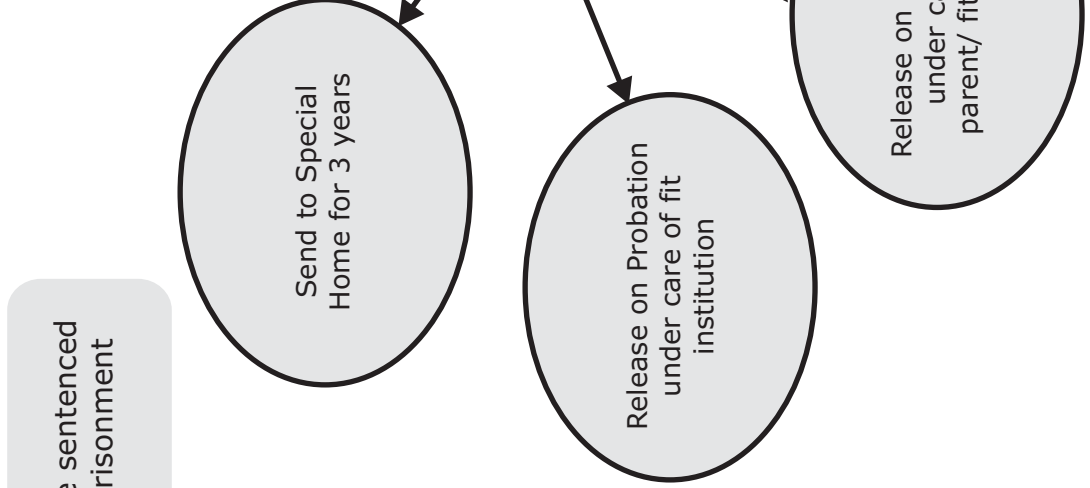 sentenced
Send to Special
Home for 3 years
Release on Probation
under care of fit
institution
Release on
under
parent/ fit